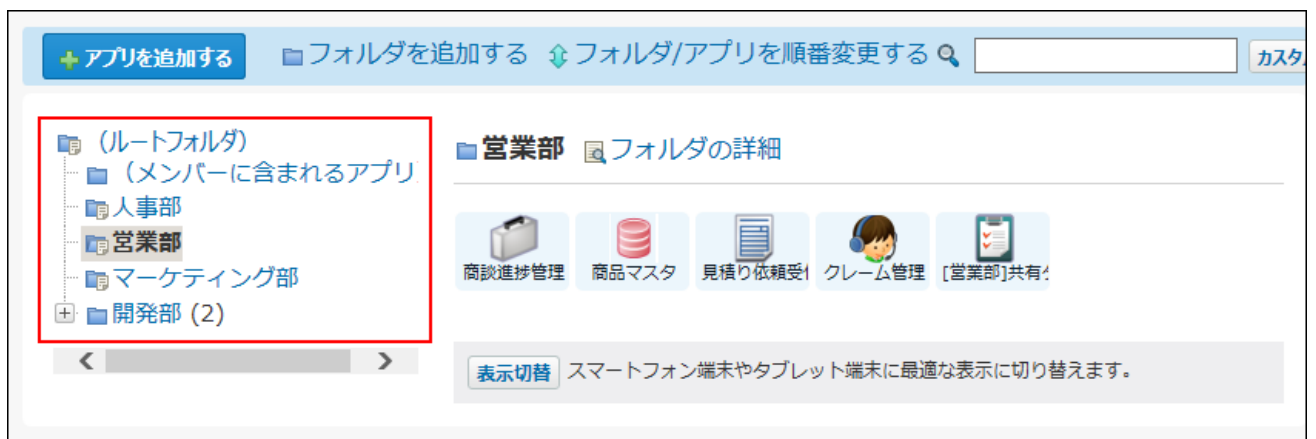 アプリを追加する フォルダを追加する フォルダ/アプリを順番変更する カスタ
(ルートフォルダ)
(メンバーに含まれるアプリ
人事部
営業部
マーケティング部
開発部 (2)
営業部 フォルダの詳細
商談進捗管理 商品マスタ 見積り依頼受 クレーム管理 [営業部]共有
表示切替 スマートフォン端末やタブレット端末に最適な表示に切り替えます。